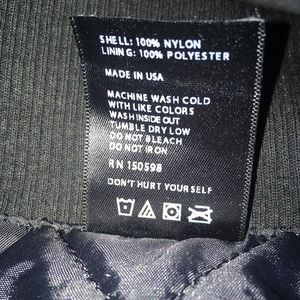 SHELL: 100% NYLON
LINING: 100% POLYESTER
MADE IN USA
MACHINE WASH COLD
WITH LIKE COLORS
WASH INSIDE OUT
TUMBLE DRY LOW
DO NOT BLEACH
DO NOT IRON
RN 150598
DON'T HURT YOURSELF